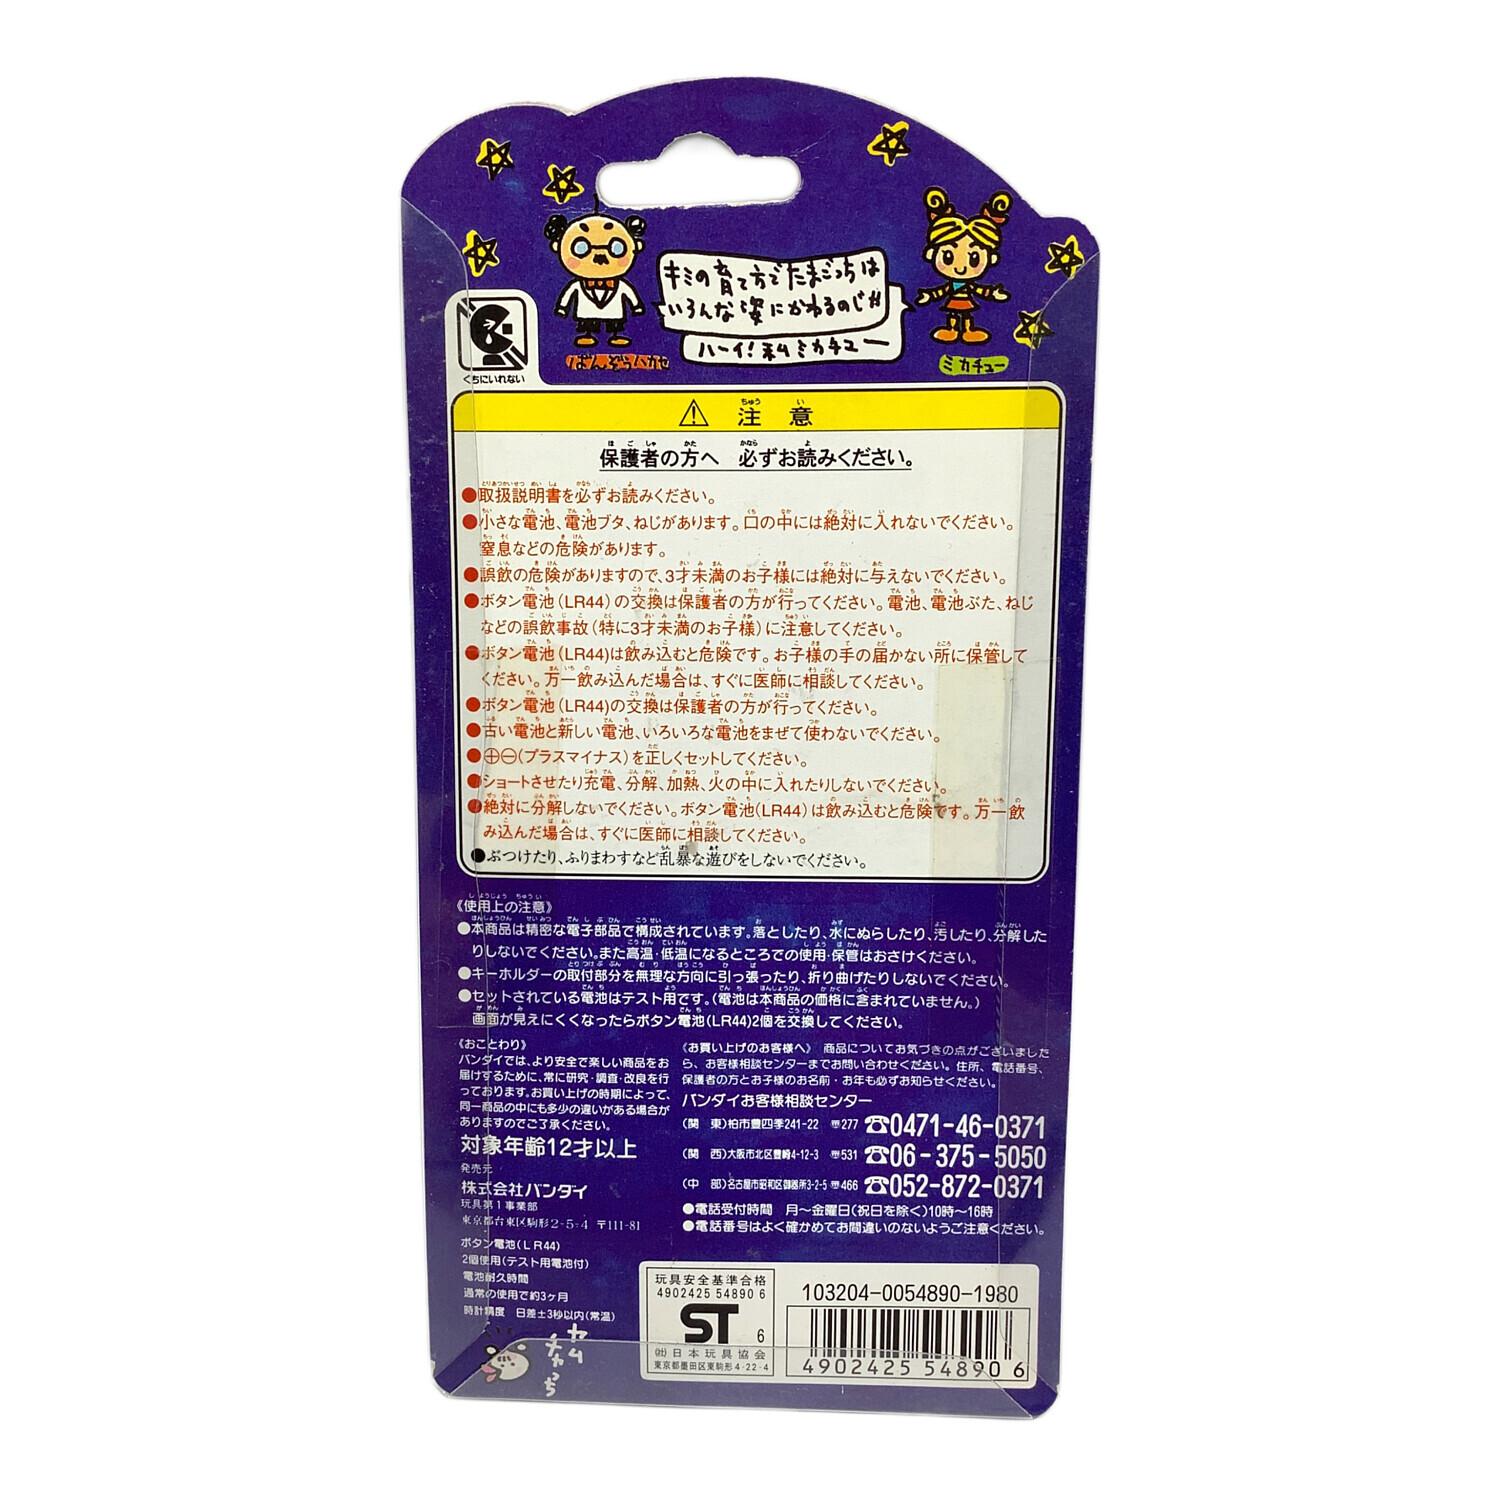 キミの育て方でたまごっちは
いろんな姿にかわるのじゃ
ハーイ!私ミカチュー
ばんぞうハカセ
ミカチュー
くちにいれない
注意
保護者の方へ 必ずお読みください。
●取扱説明書を必ずお読みください。
●小さな電池、電池ブタ、ねじがあります。口の中には絶対に入れないでください。
窒息などの危険があります。
●誤飲の危険がありますので、3才未満のお子様には絶対に与えないでください。
●ボタン電池(LR44)の交換は保護者の方が行ってください。電池、電池ぶた、ねじ
などの誤飲事故(特に3才未満のお子様)に注意してください。
●ボタン電池(LR44)は飲み込むと危険です。お子様の手の届かない所に保管して
ください。万一飲み込んだ場合は、すぐに医師に相談してください。
●ボタン電池(LR44)の交換は保護者の方が行ってください。
●古い電池と新しい電池、いろいろな電池をまぜて使わないでください。
●⊕⊖(プラスマイナス)を正しくセットしてください。
●ショートさせたり充電、分解、加熱、火の中に入れたりしないでください。
●絶対に分解しないでください。ボタン電池(LR44)は飲み込むと危険です。万一飲
み込んだ場合は、すぐに医師に相談してください。
●ぶつけたり、ふりまわすなど乱暴な遊びをしないでください。
《使用上の注意》
●本商品は精密な電子部品で構成されています。落としたり、水にぬらしたり、汚したり、分解した
りしないでください。また高温・低温になるところでの使用・保管はおさけください。
●キーホルダーの取付部分を無理な方向に引っ張ったり、折り曲げたりしないでください。
●セットされている電池はテスト用です。(電池は本商品の価格に含まれていません。)
画面が見えにくくなったらボタン電池(LR44)2個を交換してください。
《おことわり》
バンダイでは、より安全で楽しい商品をお
届けするために、常に研究・調査・改良を行
っております。お買い上げの時期によって、
同一商品の中にも多少の違いがある場合が
ありますのでご了承ください。
対象年齢12才以上
発売元
株式会社バンダイ
玩具第1事業部
東京都台東区駒形2-5-4 〒111-81
ボタン電池(LR44)
2個使用(テスト用電池付)
電池耐久時間
通常の使用で約3ヶ月
時計精度 日差±3秒以内(常温)
《お買い上げのお客様へ》 商品についてお気づきの点がございました
ら、お客様相談センターまでお問い合わせください。住所、電話番号、
保護者の方とお子様のお名前・お年も必ずお知らせください。
バンダイお客様相談センター
(関 東)柏市豊四季241-22 〒277 ☎0471-46-0371
(関 西)大阪市北区豊崎4-12-3 〒531 ☎06-375-5050
(中 部)名古屋市昭和区御器所3-2-5 〒466 ☎052-872-0371
●電話受付時間 月〜金曜日(祝日を除く)10時〜16時
●電話番号はよく確かめてお間違いのないようご注意ください。
玩具安全基準合格
4902425 54890 6
ST 6
(社)日本玩具協会
東京都墨田区東駒形4-22-4
103204-0054890-1980
4902425 548906